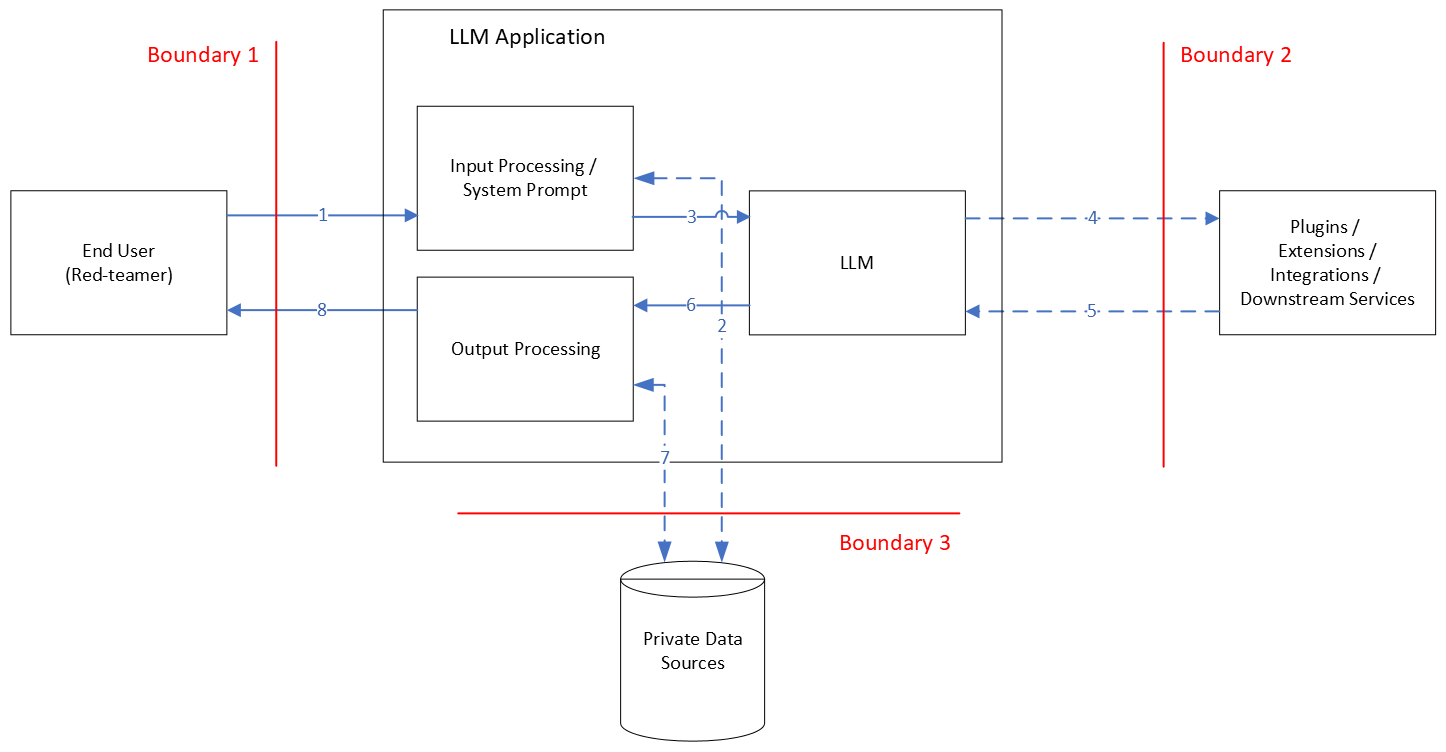 LLM Application
Boundary 1
Boundary 2
Input Processing /
System Prompt
End User
(Red-teamer)
1
3
4
LLM
Plugins /
Extensions /
Integrations /
Downstream Services
8
6
2
5
Output Processing
7
Boundary 3
Private Data
Sources